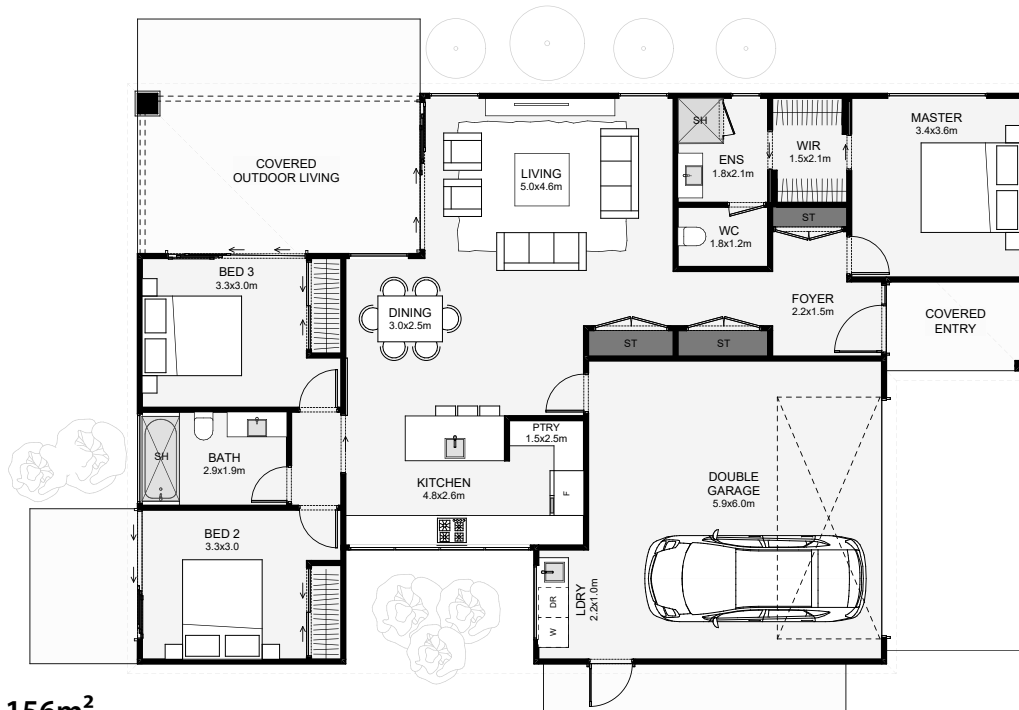 COVERED
OUTDOOR LIVING
LIVING
5.0x4.6m
SH
ENS
1.8x2.1m
WIR
1.5x2.1m
MASTER
3.4x3.6m
ST
WC
1.8x1.2m
BED 3
3.3x3.0m
DINING
3.0x2.5m
FOYER
2.2x1.5m
COVERED
ENTRY
ST
ST
PTRY
1.5x2.5m
SH
BATH
2.9x1.9m
KITCHEN
4.8x2.6m
F
DOUBLE
GARAGE
5.9x6.0m
BED 2
3.3x3.0
DR
W
LDRY
2.2x1.0m
156m²